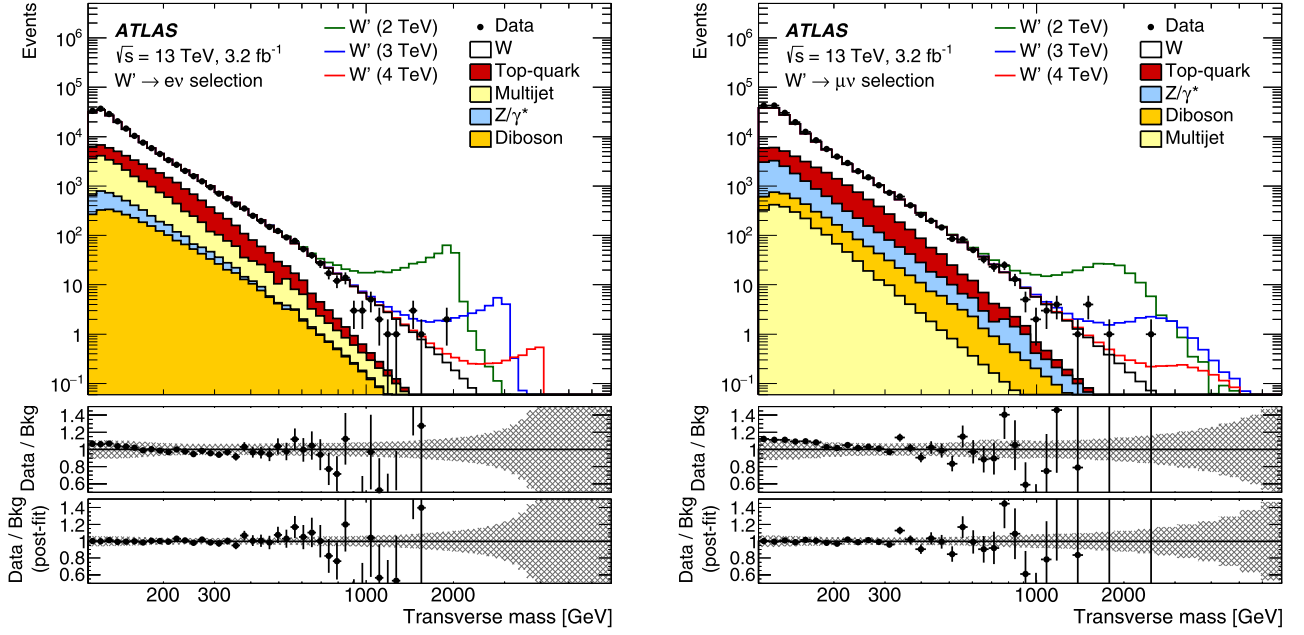 Events
ATLAS
√s = 13 TeV, 3.2 fb⁻¹
W' → eν selection
W' (2 TeV)
W' (3 TeV)
W' (4 TeV)
Data
W
Top-quark
Multijet
Z/γ*
Diboson
10⁶
10⁵
10⁴
10³
10²
10
1
10⁻¹
Data / Bkg
1.4
1.2
1
0.8
0.6
Data / Bkg
(post-fit)
1.4
1.2
1
0.8
0.6
200 300 1000 2000
Transverse mass [GeV]
Events
ATLAS
√s = 13 TeV, 3.2 fb⁻¹
W' → μν selection
W' (2 TeV)
W' (3 TeV)
W' (4 TeV)
Data
W
Top-quark
Z/γ*
Diboson
Multijet
10⁶
10⁵
10⁴
10³
10²
10
1
10⁻¹
Data / Bkg
1.4
1.2
1
0.8
0.6
Data / Bkg
(post-fit)
1.4
1.2
1
0.8
0.6
200 300 1000 2000
Transverse mass [GeV]